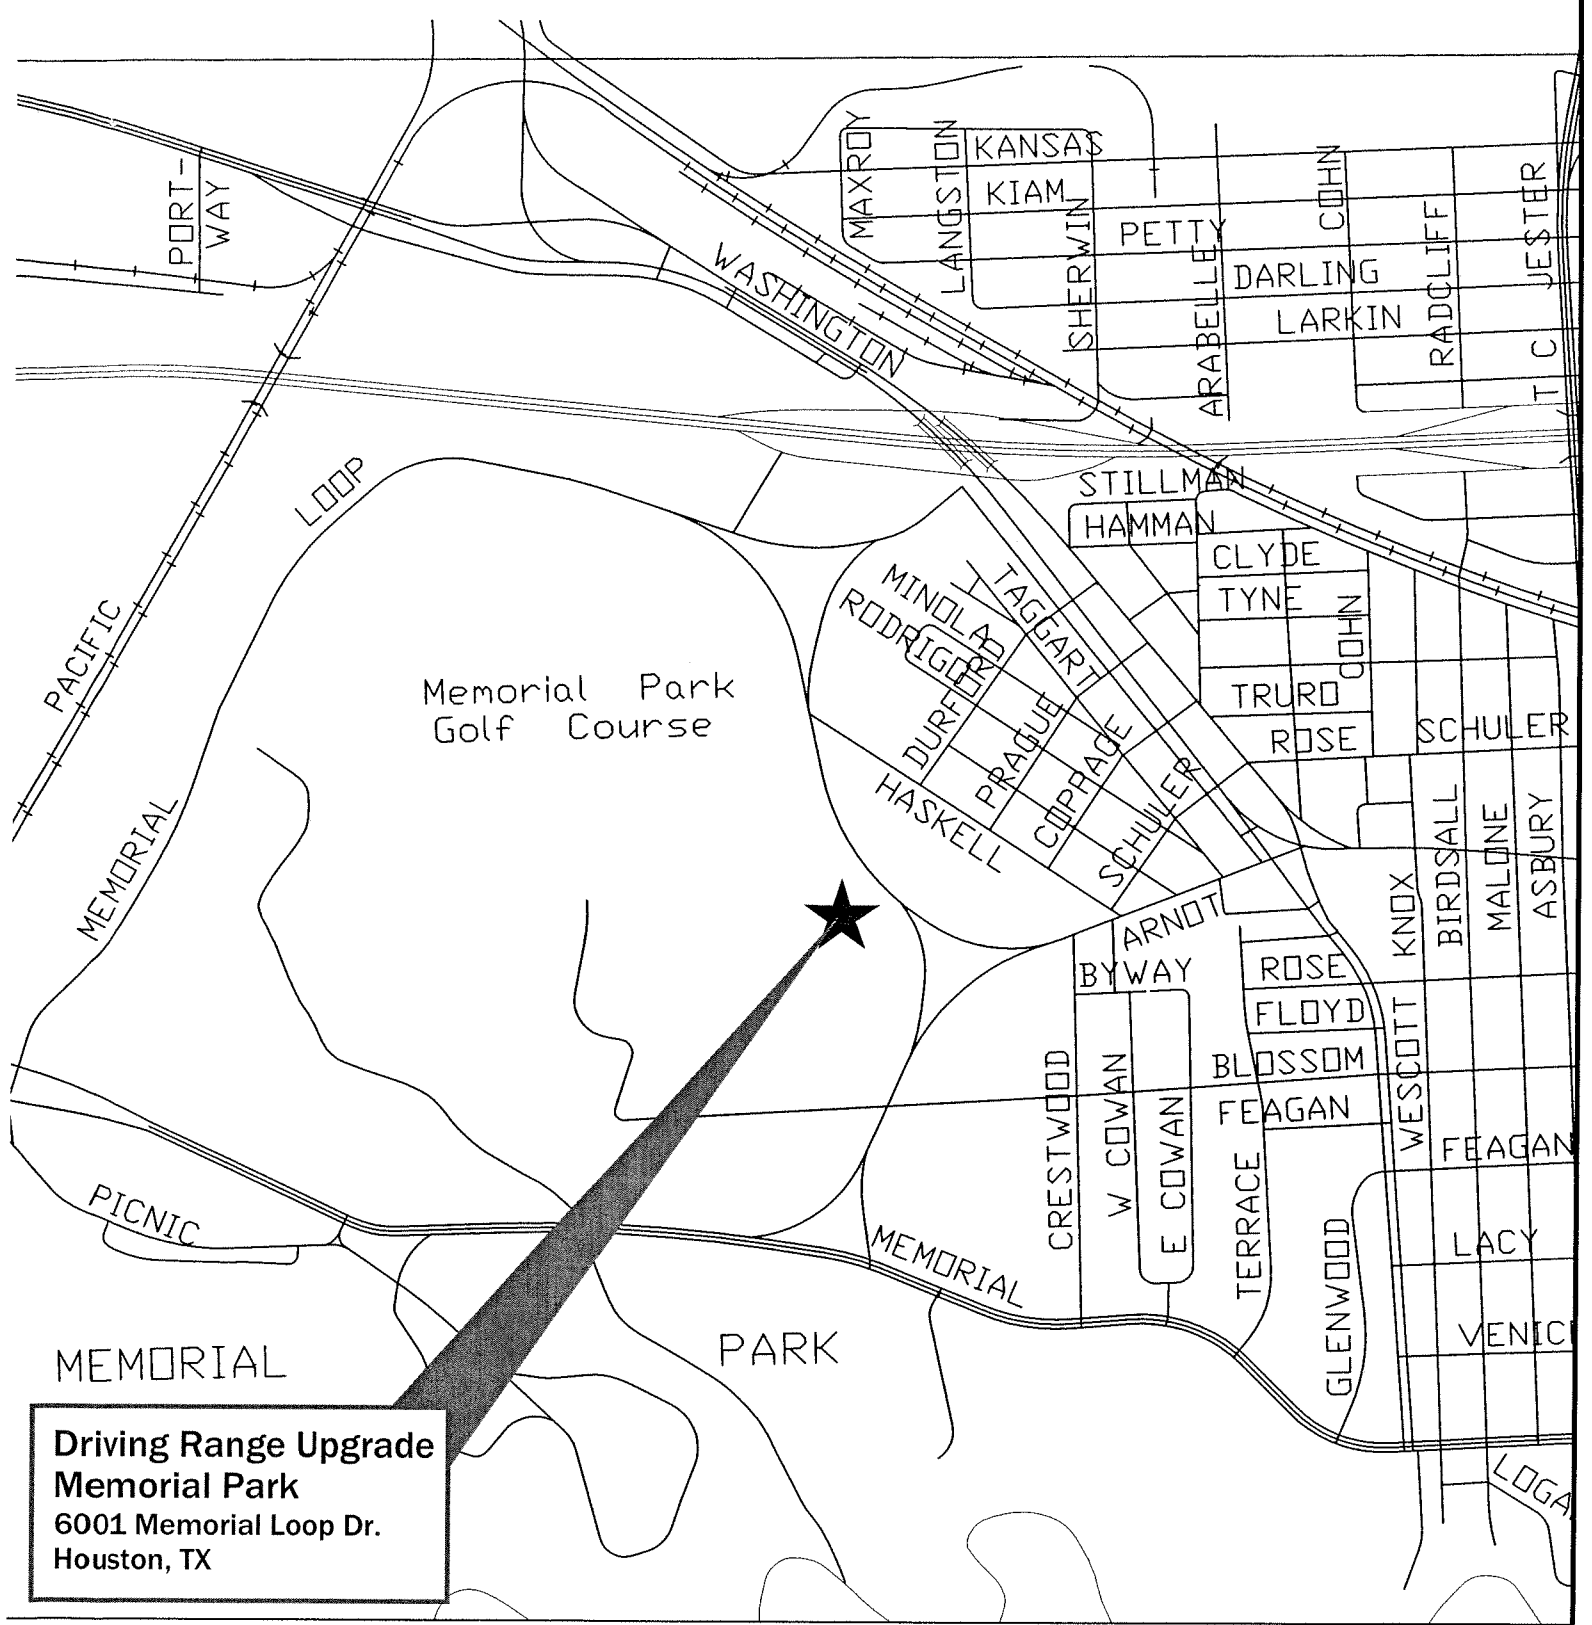 MAXROY
LANGSTON
KANSAS
KIAM
SHERWIN
PETTY
ARABELLE
DARLING
LARKIN
COHN
RADCLIFF
T C JESTER
PORT-
WAY
WASHINGTON
LOOP
STILLMAN
HAMMAN
CLYDE
TYNE
COHN
TRURO
ROSE
SCHULER
PACIFIC
MINOLA
RODRIGO
TAGGART
DURFORD
PRAGUE
COPPAGE
SCHULER
HASKELL
Memorial Park
Golf Course
MEMORIAL
ARNOT
BYWAY
ROSE
FLOYD
BLOSSOM
FEAGAN
KNOX
BIRDSALL
MALONE
ASBURY
WESCOTT
CRESTWOOD
W COWAN
E COWAN
TERRACE
GLENWOOD
FEAGAN
LACY
VENIC
LOGA
PICNIC
MEMORIAL
MEMORIAL
PARK
Driving Range Upgrade
Memorial Park
6001 Memorial Loop Dr.
Houston, TX